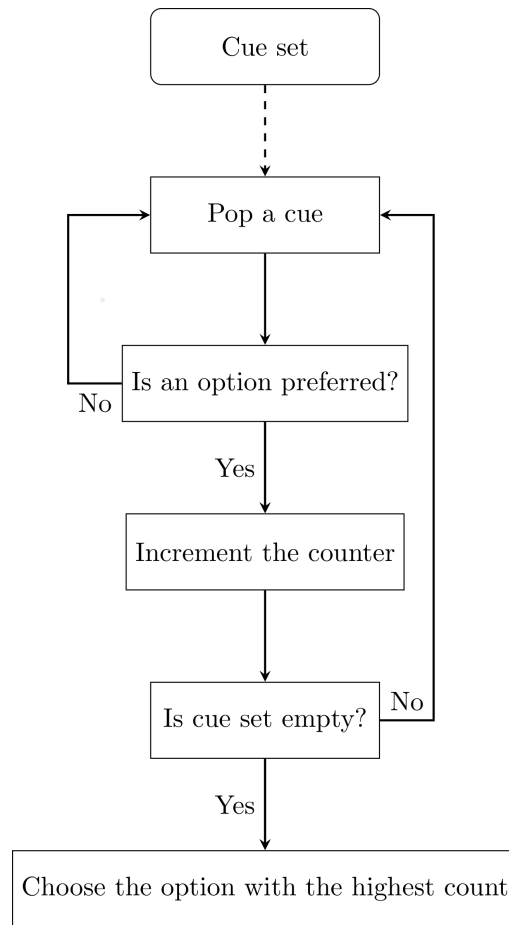 Cue set
Pop a cue
Is an option preferred?
No
Yes
Increment the counter
Is cue set empty?
No
Yes
Choose the option with the highest count